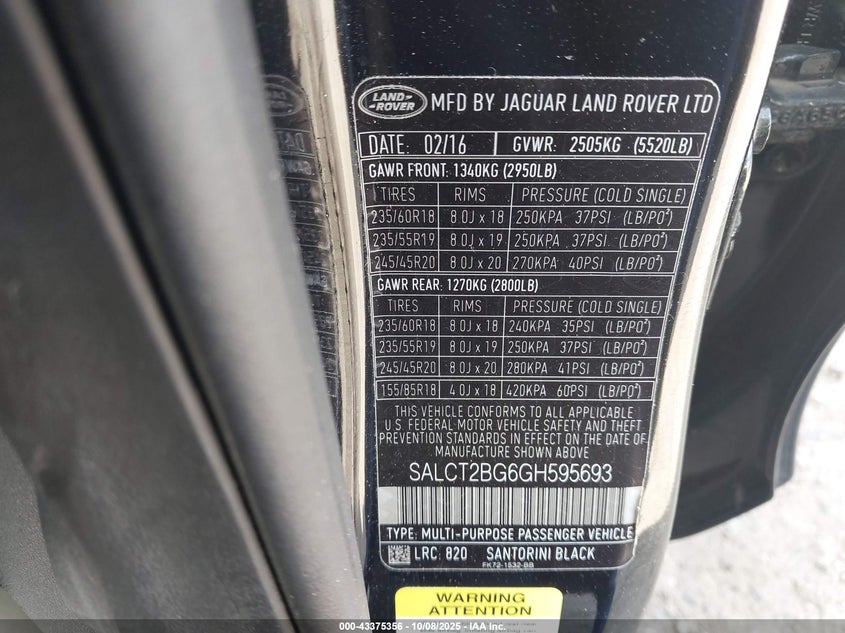 LAND ROVER
MFD BY JAGUAR LAND ROVER LTD
DATE: 02/16 GVWR: 2505KG (5520LB)
GAWR FRONT: 1340KG (2950LB)
TIRES RIMS PRESSURE (COLD SINGLE)
235/60R18 8.0J x 18 250KPA 37PSI (LB/PO²)
235/55R19 8.0J x 19 250KPA 37PSI (LB/PO²)
245/45R20 8.0J x 20 270KPA 40PSI (LB/PO²)
GAWR REAR: 1270KG (2800LB)
TIRES RIMS PRESSURE (COLD SINGLE)
235/60R18 8.0J x 18 240KPA 35PSI (LB/PO²)
235/55R19 8.0J x 19 250KPA 37PSI (LB/PO²)
245/45R20 8.0J x 20 280KPA 41PSI (LB/PO²)
155/85R18 4.0J x 18 420KPA 60PSI (LB/PO²)
THIS VEHICLE CONFORMS TO ALL APPLICABLE
U.S. FEDERAL MOTOR VEHICLE SAFETY AND THEFT
PREVENTION STANDARDS IN EFFECT ON THE DATE OF
MANUFACTURE SHOWN ABOVE
SALCT2BG6GH595693
TYPE: MULTI-PURPOSE PASSENGER VEHICLE
LRC: 820 SANTORINI BLACK
FK72-1532-BB
WARNING
ATTENTION
000-43375356 - 10/08/2025 - IAA Inc.